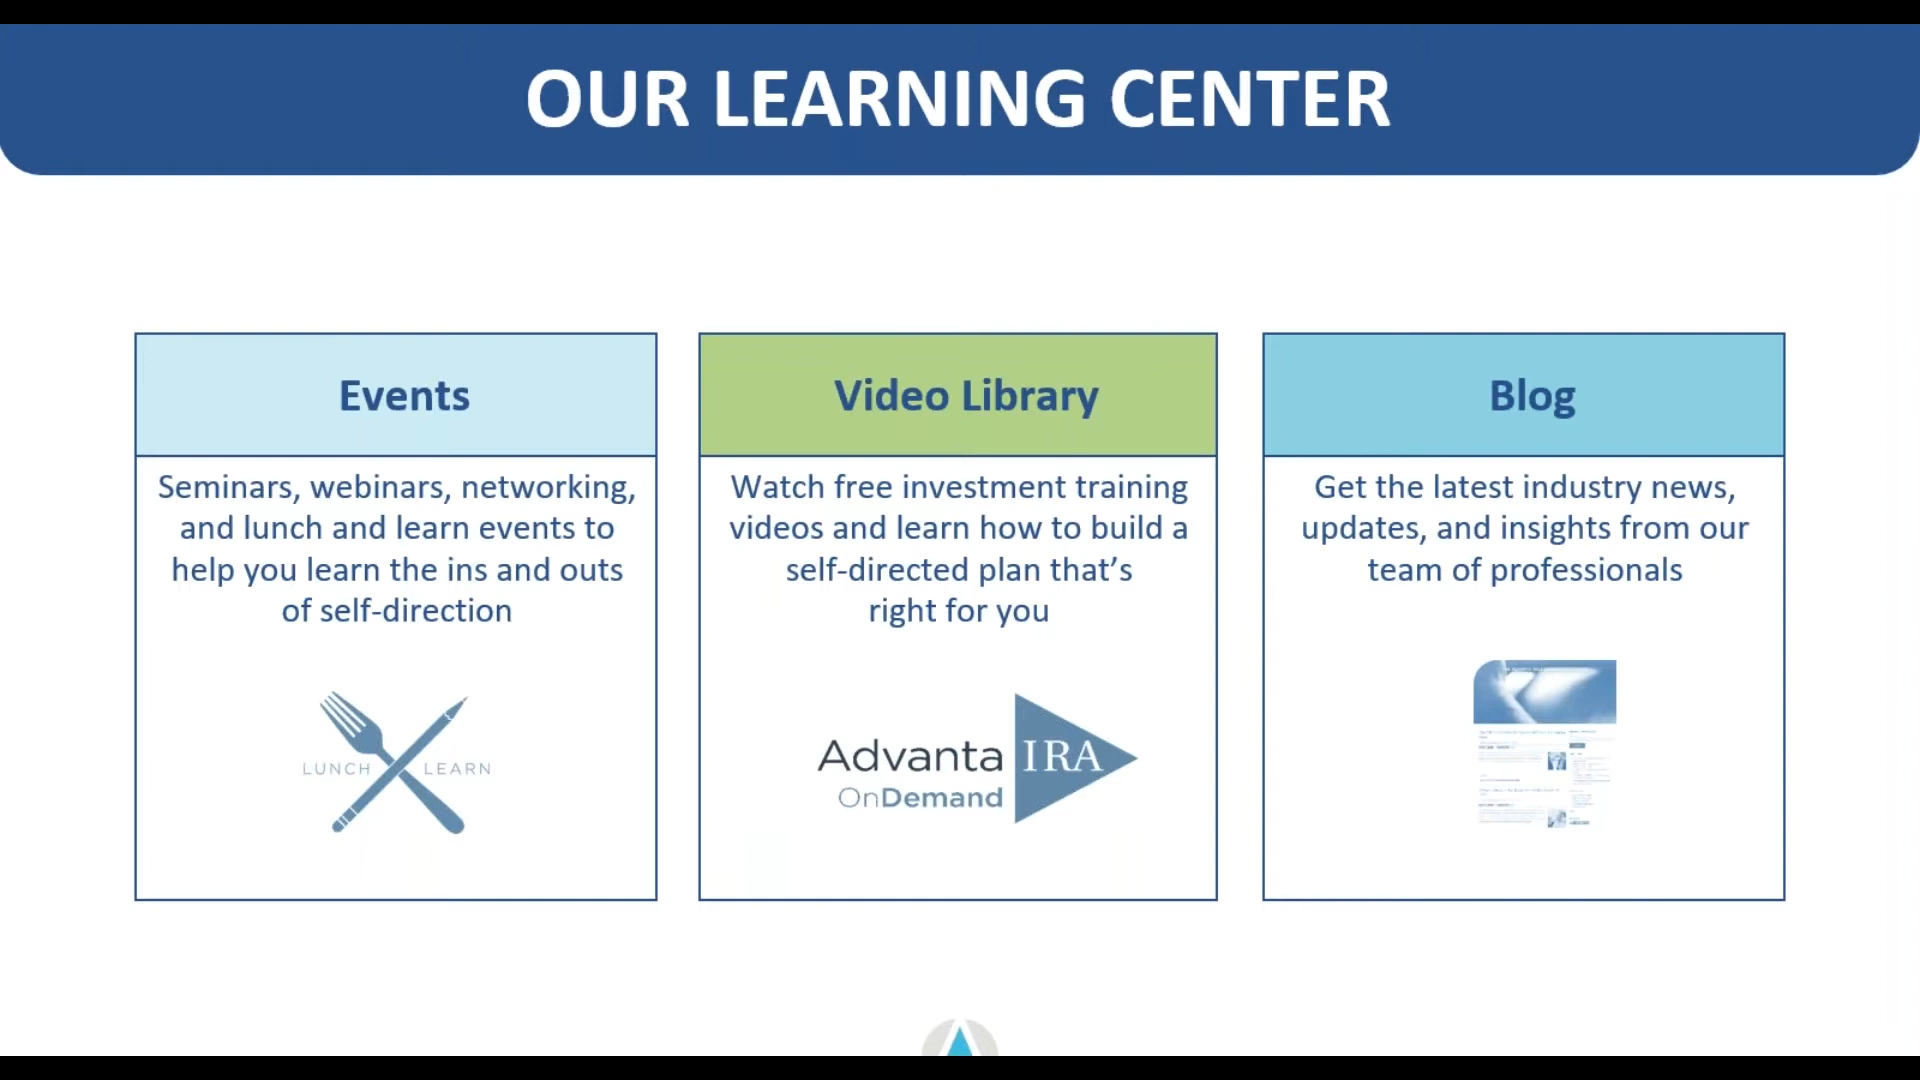 OUR LEARNING CENTER
Events
Seminars, webinars, networking,
and lunch and learn events to
help you learn the ins and outs
of self-direction
LUNCH LEARN
Video Library
Watch free investment training
videos and learn how to build a
self-directed plan that's
right for you
Advanta IRA
OnDemand
Blog
Get the latest industry news,
updates, and insights from our
team of professionals